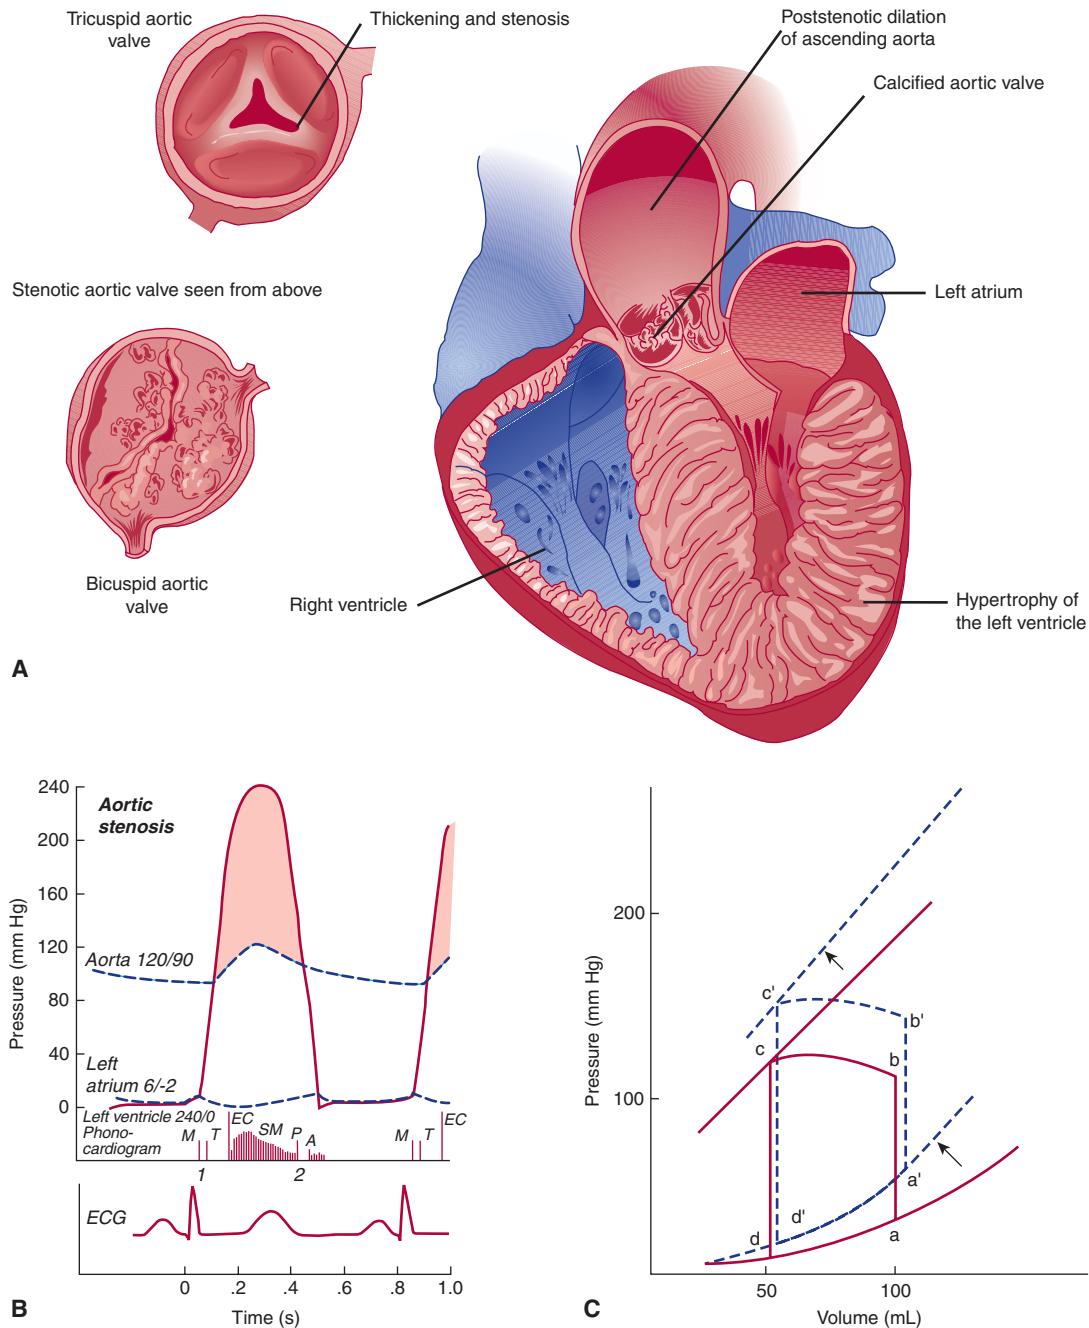 Tricuspid aortic
valve
Thickening and stenosis
Poststenotic dilation
of ascending aorta
Calcified aortic valve
Stenotic aortic valve seen from above
Left atrium
Bicuspid aortic
valve
Right ventricle
Hypertrophy of
the left ventricle
A
240
200
160
120
80
40
0
Pressure (mm Hg)
Aortic
stenosis
Aorta 120/90
Left
atrium 6/-2
Left ventricle 240/0
Phono-
cardiogram
M T EC SM P A M T EC
1 2
ECG
0 .2 .4 .6 .8 1.0
Time (s)
B
200
100
Pressure (mm Hg)
c'
b'
c
b
a'
d'
d
a
50 100
Volume (mL)
C